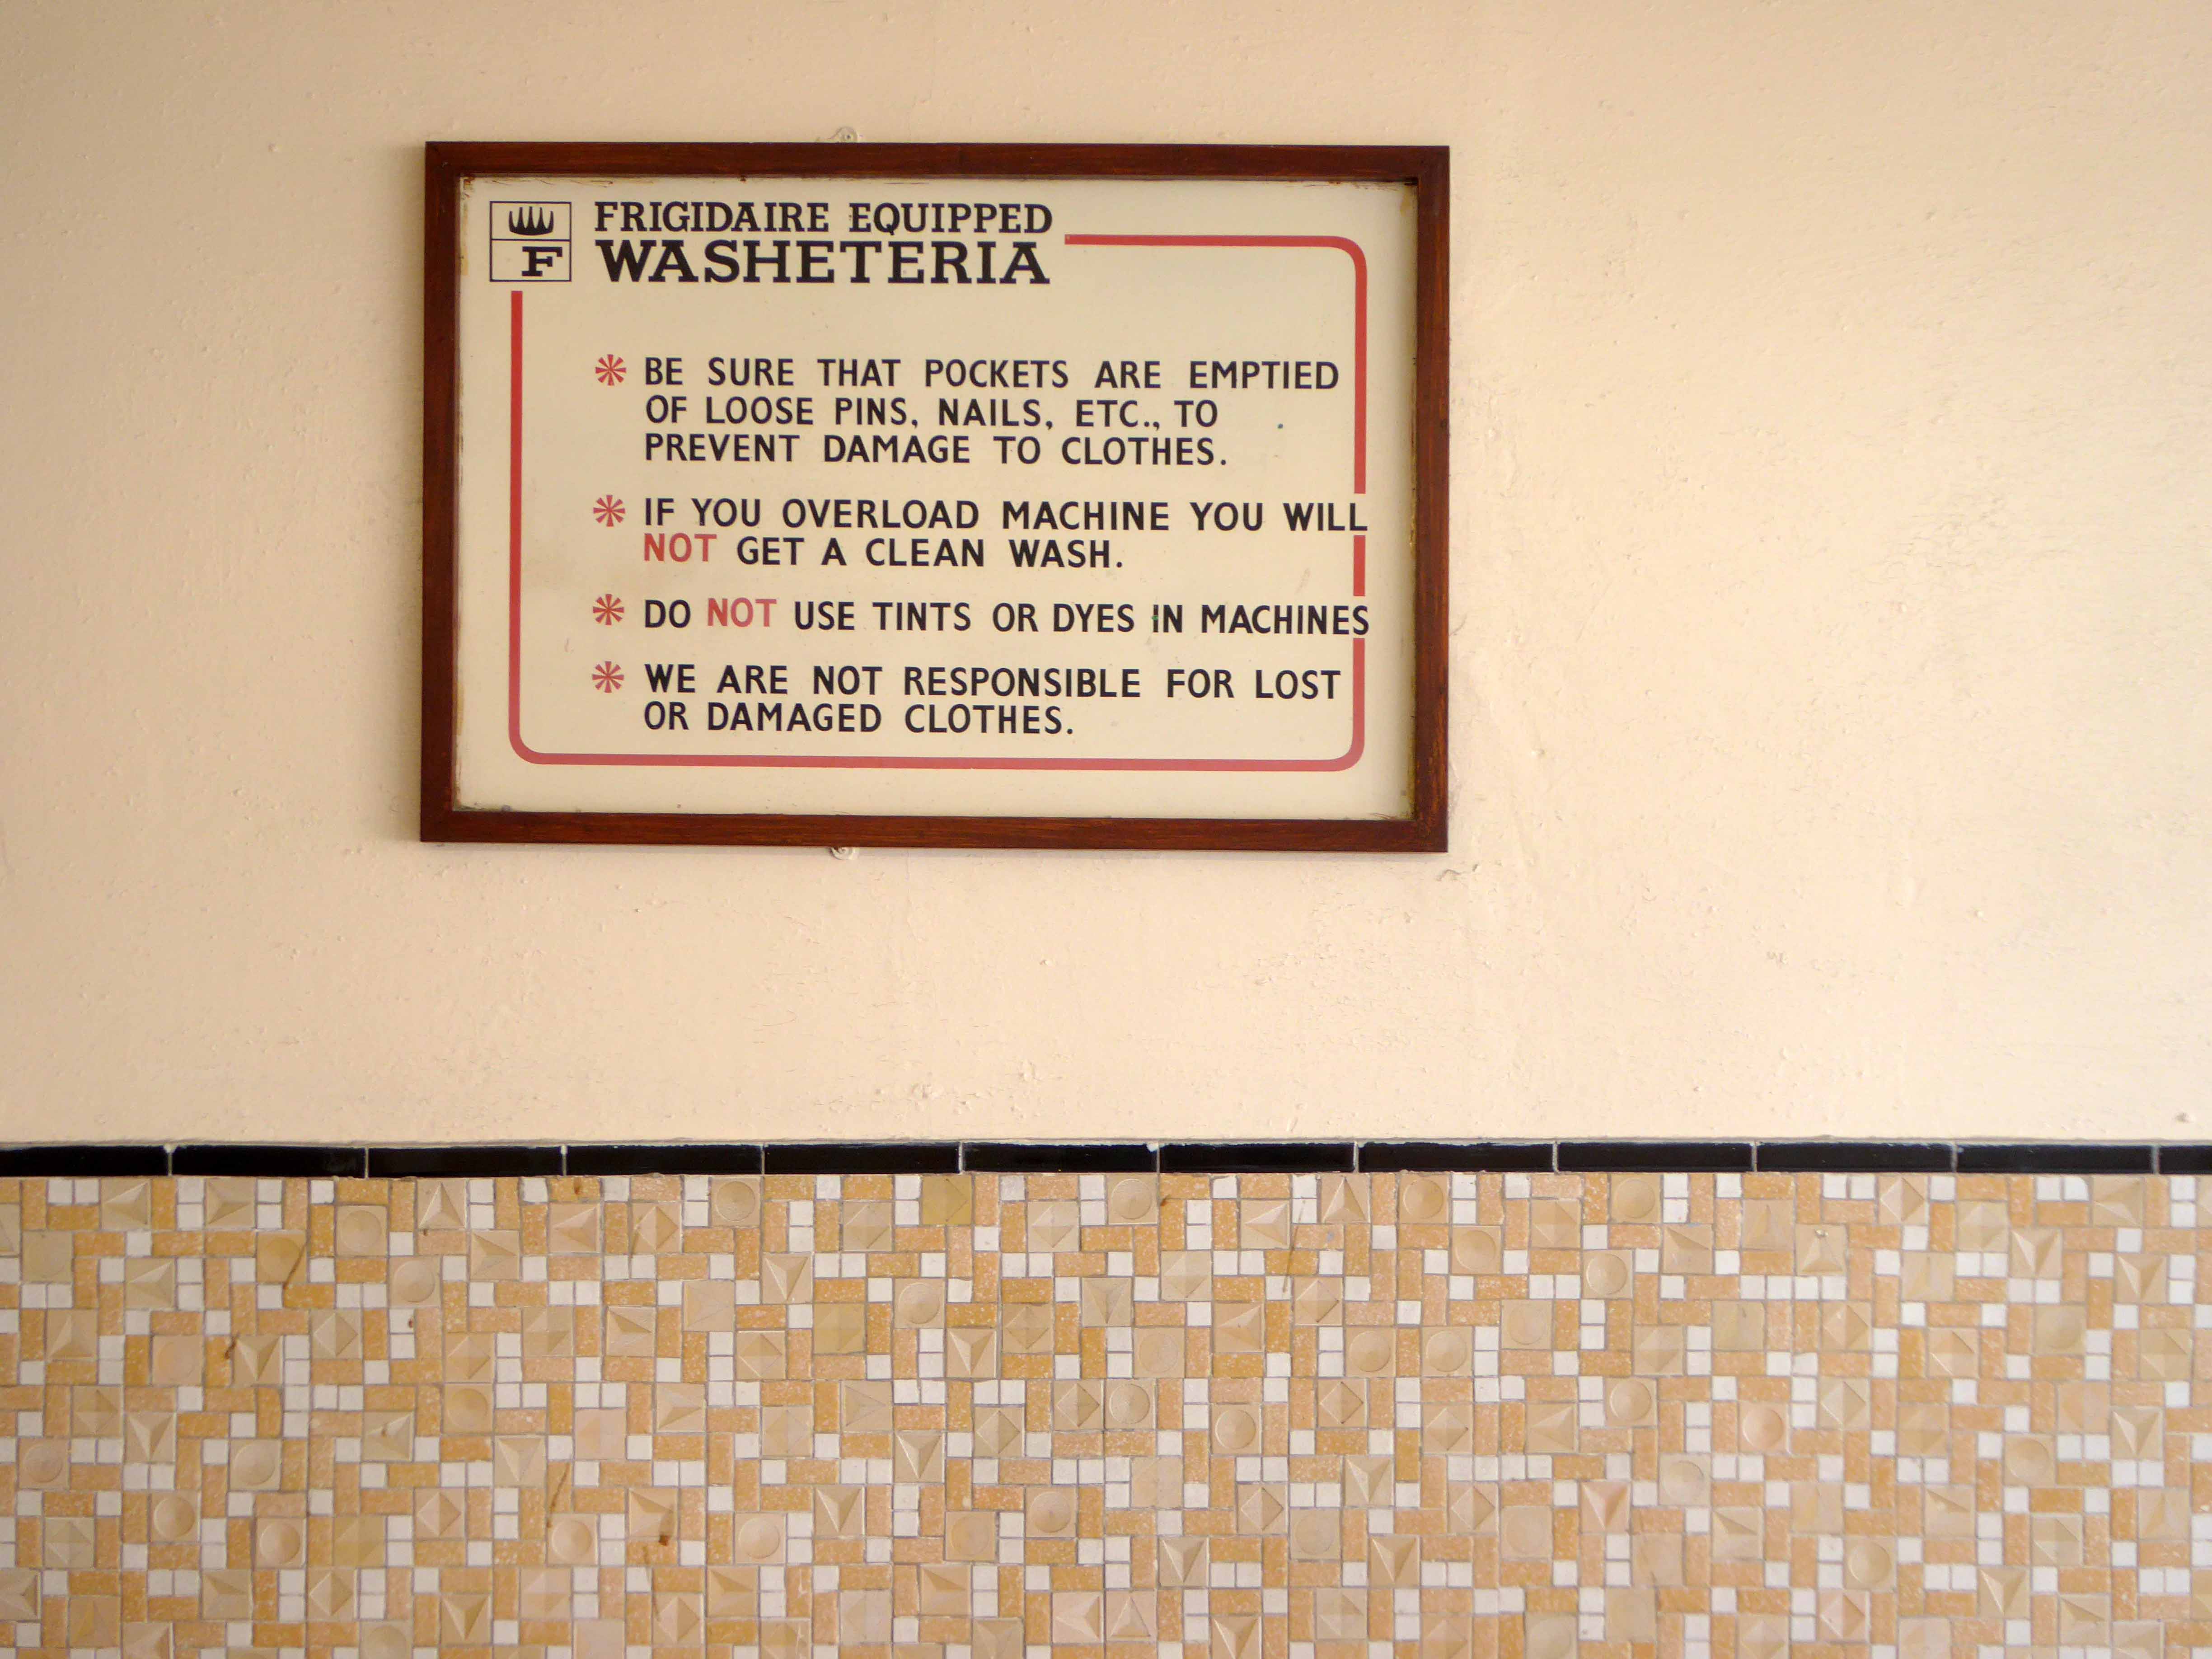 FRIGIDAIRE EQUIPPED
F WASHETERIA
* BE SURE THAT POCKETS ARE EMPTIED
OF LOOSE PINS, NAILS, ETC., TO
PREVENT DAMAGE TO CLOTHES.
* IF YOU OVERLOAD MACHINE YOU WILL
NOT GET A CLEAN WASH.
* DO NOT USE TINTS OR DYES IN MACHINES
* WE ARE NOT RESPONSIBLE FOR LOST
OR DAMAGED CLOTHES.